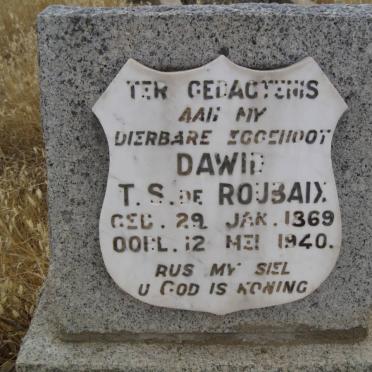 TER GEDAGTENIS
AAN MY
DIERBARE EGGENOOT
DAWID
T.S. DE ROUBAIX
GEB. 29 JAN. 1869
OORL. 12 MEI 1940.
RUS MY SIEL
U GOD IS KONING